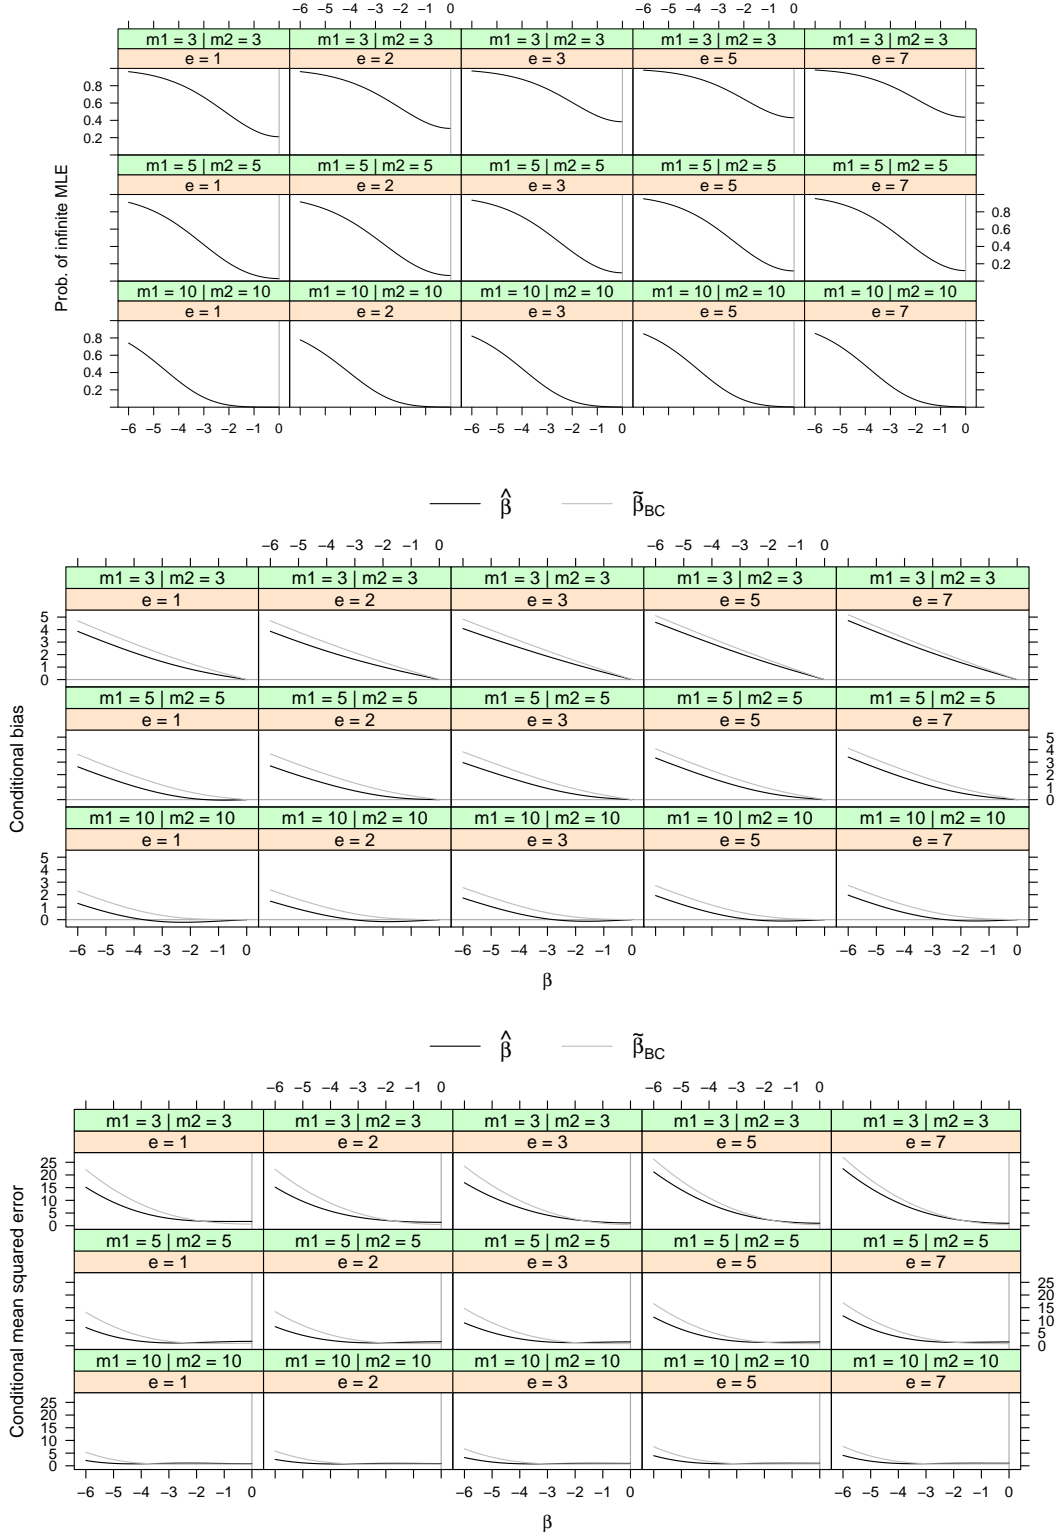 −6 −5 −4 −3 −2 −1 0 −6 −5 −4 −3 −2 −1 0
m1 = 3 | m2 = 3 m1 = 3 | m2 = 3 m1 = 3 | m2 = 3 m1 = 3 | m2 = 3 m1 = 3 | m2 = 3
e = 1 e = 2 e = 3 e = 5 e = 7
0.8
0.6
0.4
0.2
m1 = 5 | m2 = 5 m1 = 5 | m2 = 5 m1 = 5 | m2 = 5 m1 = 5 | m2 = 5 m1 = 5 | m2 = 5
e = 1 e = 2 e = 3 e = 5 e = 7
0.8
0.6
0.4
0.2
Prob. of infinite MLE
m1 = 10 | m2 = 10 m1 = 10 | m2 = 10 m1 = 10 | m2 = 10 m1 = 10 | m2 = 10 m1 = 10 | m2 = 10
e = 1 e = 2 e = 3 e = 5 e = 7
0.8
0.6
0.4
0.2
−6 −5 −4 −3 −2 −1 0 −6 −5 −4 −3 −2 −1 0 −6 −5 −4 −3 −2 −1 0
β̂ β̃BC
−6 −5 −4 −3 −2 −1 0 −6 −5 −4 −3 −2 −1 0
m1 = 3 | m2 = 3 m1 = 3 | m2 = 3 m1 = 3 | m2 = 3 m1 = 3 | m2 = 3 m1 = 3 | m2 = 3
e = 1 e = 2 e = 3 e = 5 e = 7
5
4
3
2
1
0
m1 = 5 | m2 = 5 m1 = 5 | m2 = 5 m1 = 5 | m2 = 5 m1 = 5 | m2 = 5 m1 = 5 | m2 = 5
e = 1 e = 2 e = 3 e = 5 e = 7
5
4
3
2
1
0
Conditional bias
m1 = 10 | m2 = 10 m1 = 10 | m2 = 10 m1 = 10 | m2 = 10 m1 = 10 | m2 = 10 m1 = 10 | m2 = 10
e = 1 e = 2 e = 3 e = 5 e = 7
5
4
3
2
1
0
−6 −5 −4 −3 −2 −1 0 −6 −5 −4 −3 −2 −1 0 −6 −5 −4 −3 −2 −1 0
β
β̂ β̃BC
−6 −5 −4 −3 −2 −1 0 −6 −5 −4 −3 −2 −1 0
m1 = 3 | m2 = 3 m1 = 3 | m2 = 3 m1 = 3 | m2 = 3 m1 = 3 | m2 = 3 m1 = 3 | m2 = 3
e = 1 e = 2 e = 3 e = 5 e = 7
25
20
15
10
5
0
m1 = 5 | m2 = 5 m1 = 5 | m2 = 5 m1 = 5 | m2 = 5 m1 = 5 | m2 = 5 m1 = 5 | m2 = 5
e = 1 e = 2 e = 3 e = 5 e = 7
25
20
15
10
5
0
Conditional mean squared error
m1 = 10 | m2 = 10 m1 = 10 | m2 = 10 m1 = 10 | m2 = 10 m1 = 10 | m2 = 10 m1 = 10 | m2 = 10
e = 1 e = 2 e = 3 e = 5 e = 7
25
20
15
10
5
0
−6 −5 −4 −3 −2 −1 0 −6 −5 −4 −3 −2 −1 0 −6 −5 −4 −3 −2 −1 0
β